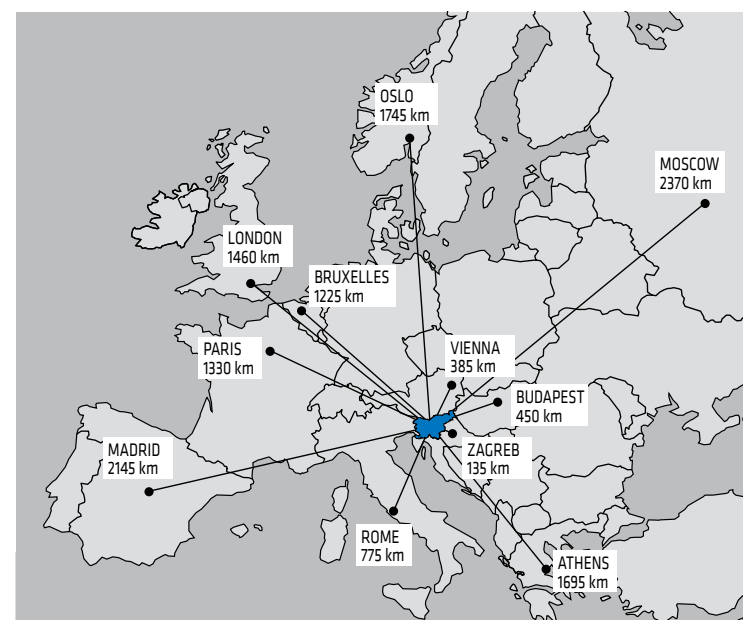 OSLO
1745 km
MOSCOW
2370 km
LONDON
1460 km
BRUXELLES
1225 km
PARIS
1330 km
VIENNA
385 km
BUDAPEST
450 km
MADRID
2145 km
ZAGREB
135 km
ROME
775 km
ATHENS
1695 km